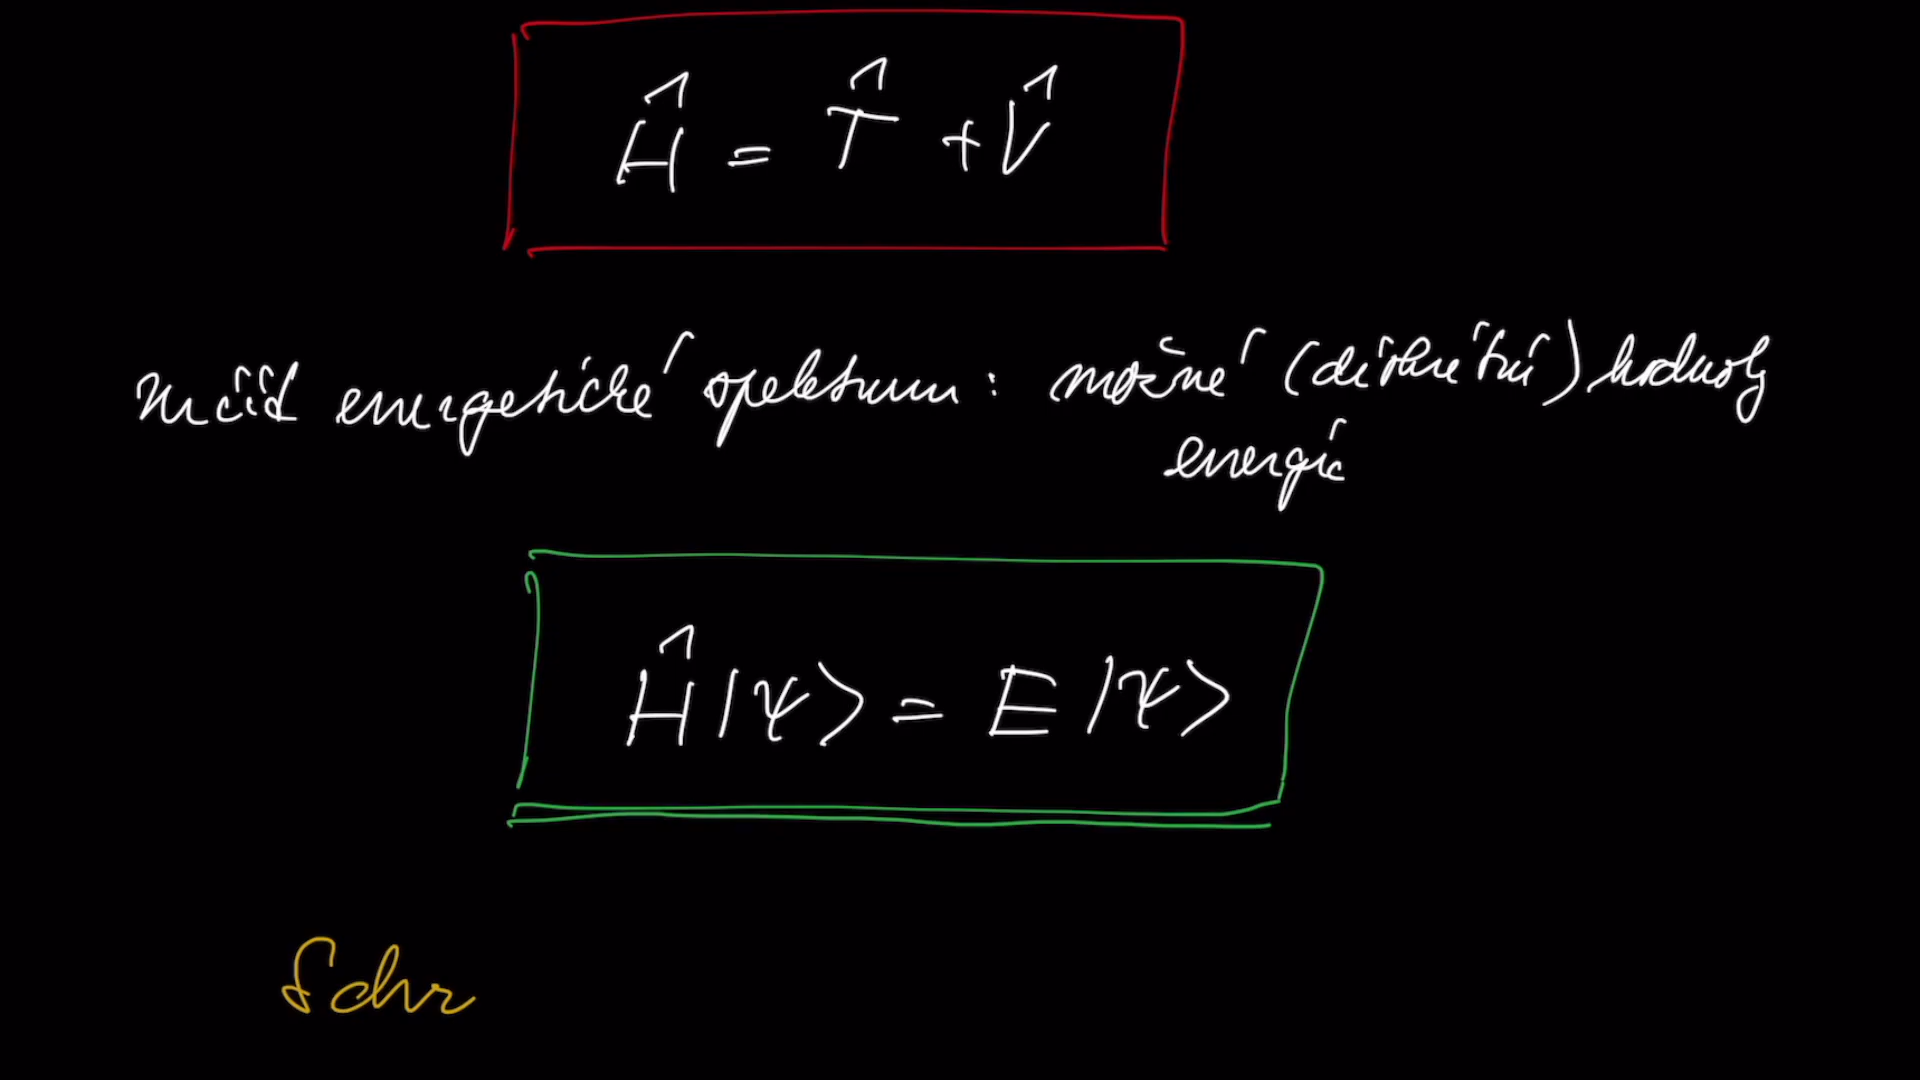 Ĥ = T̂ + V̂
určit energetické spektrum : možné (diskrétní) hodnoty
energie
Ĥ|ψ⟩ = E|ψ⟩
Schr